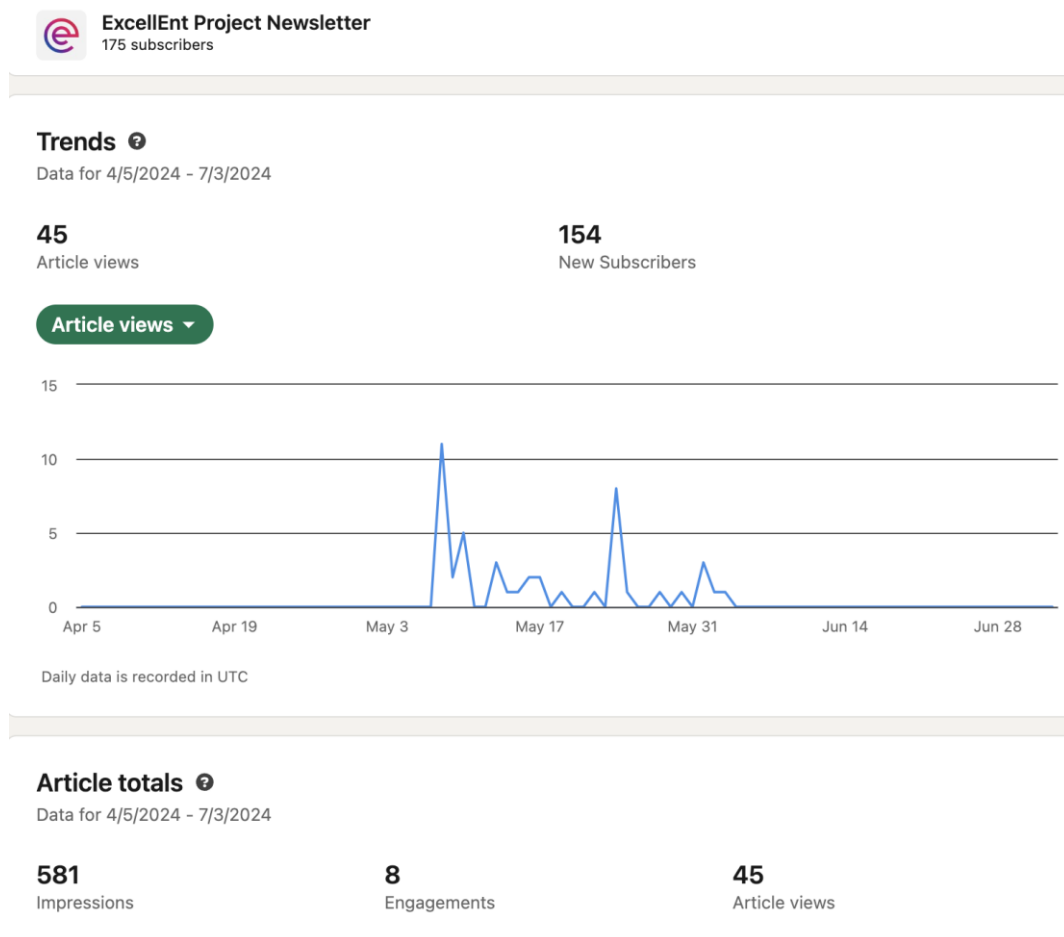 ExcellEnt Project Newsletter
175 subscribers
Trends ?
Data for 4/5/2024 - 7/3/2024
45 154
Article views New Subscribers
Article views
15
10
5
0
Apr 5 Apr 19 May 3 May 17 May 31 Jun 14 Jun 28
Daily data is recorded in UTC
Article totals ?
Data for 4/5/2024 - 7/3/2024
581 8 45
Impressions Engagements Article views